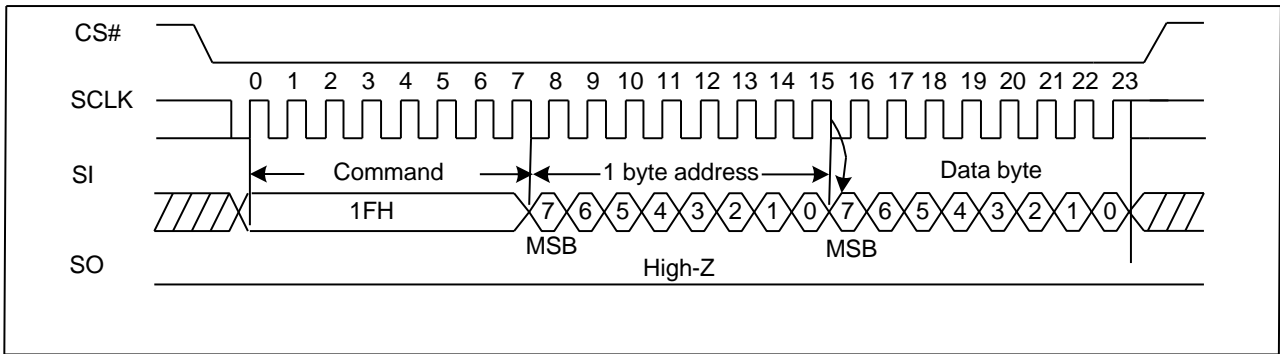 CS#
0 1 2 3 4 5 6 7 8 9 10 11 12 13 14 15 16 17 18 19 20 21 22 23
SCLK
SI
Command 1 byte address Data byte
1FH 7 6 5 4 3 2 1 0 7 6 5 4 3 2 1 0
MSB MSB
SO
High-Z